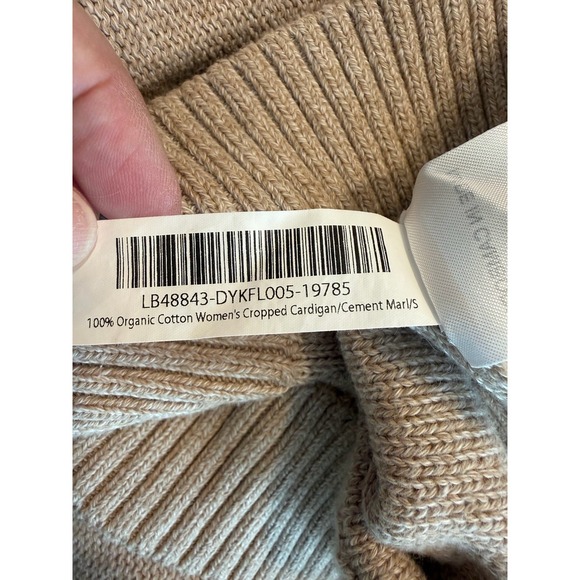 LB48843-DYKFL005-19785
100% Organic Cotton Women's Cropped Cardigan/Cement Marl/S